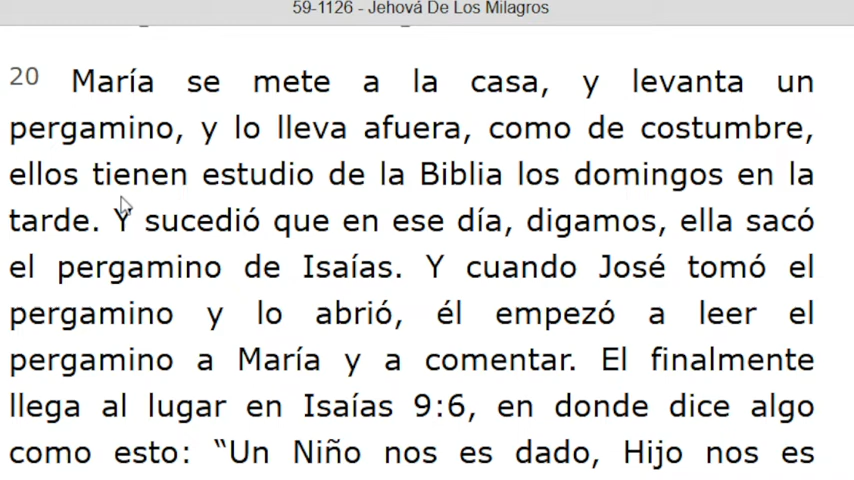 59-1126 - Jehová De Los Milagros
20 María se mete a la casa, y levanta un
pergamino, y lo lleva afuera, como de costumbre,
ellos tienen estudio de la Biblia los domingos en la
tarde. Y sucedió que en ese día, digamos, ella sacó
el pergamino de Isaías. Y cuando José tomó el
pergamino y lo abrió, él empezó a leer el
pergamino a María y a comentar. El finalmente
llega al lugar en Isaías 9:6, en donde dice algo
como esto: “Un Niño nos es dado, Hijo nos es